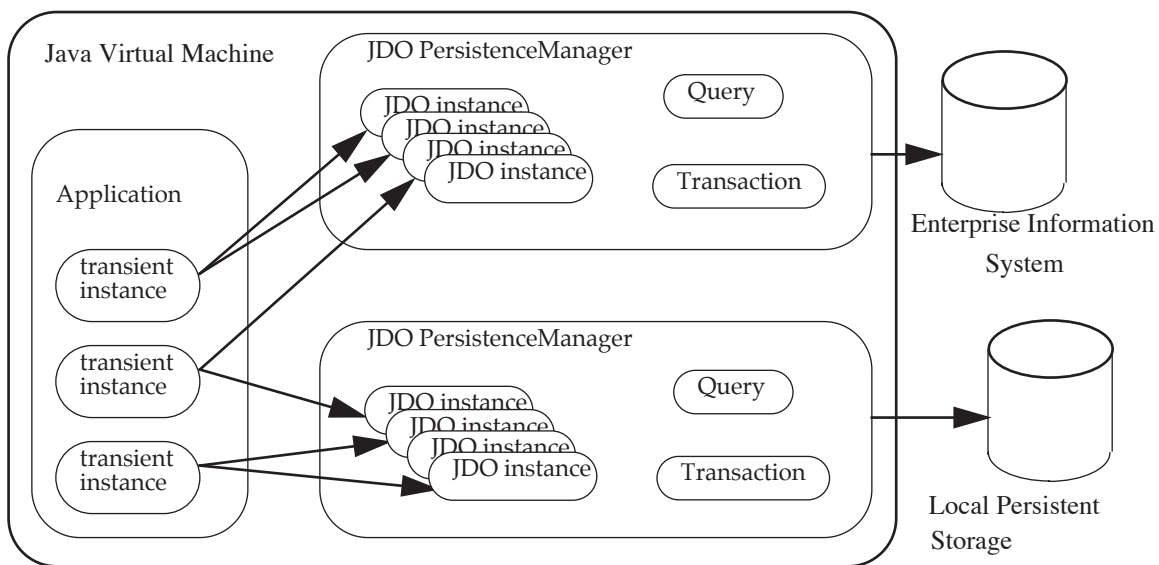 Java Virtual Machine
Application
transient
instance
transient
instance
transient
instance
JDO PersistenceManager
JDO instance
JDO instance
JDO instance
JDO instance
Query
Transaction
JDO PersistenceManager
JDO instance
JDO instance
JDO instance
JDO instance
Query
Transaction
Enterprise Information
System
Local Persistent
Storage